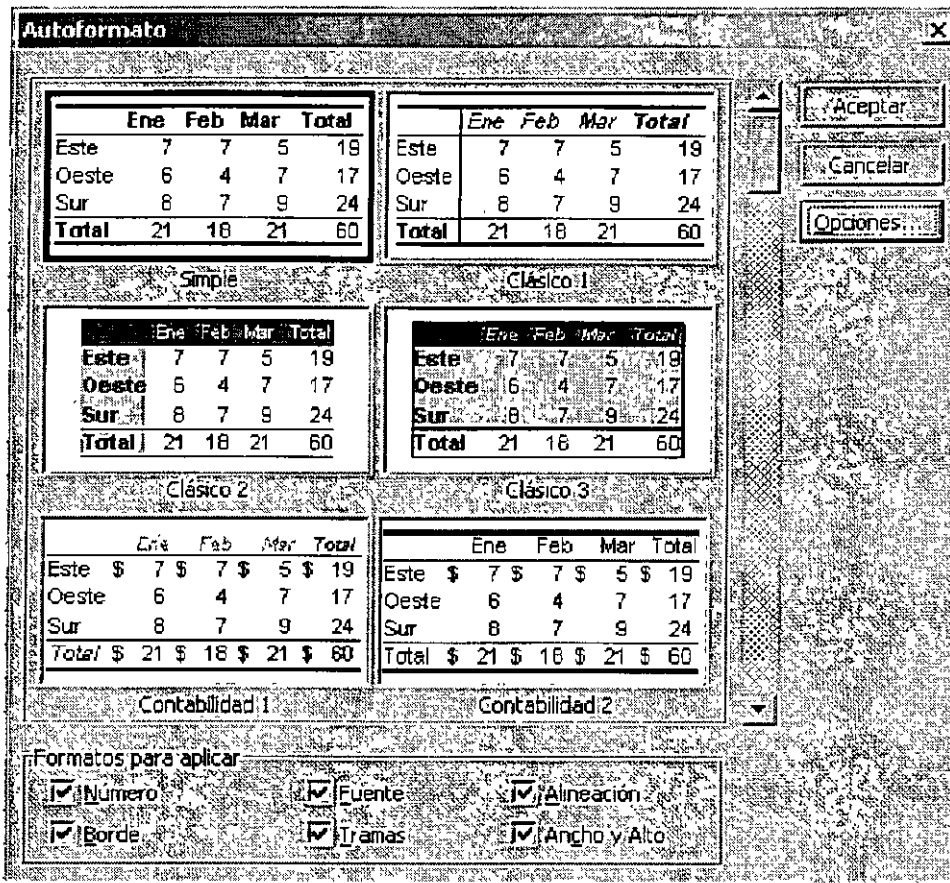 Autoformato
Ene Feb Mar Total
Este 7 7 5 19
Oeste 6 4 7 17
Sur 8 7 9 24
Total 21 18 21 60
Simple
Ene Feb Mar Total
Este 7 7 5 19
Oeste 6 4 7 17
Sur 8 7 9 24
Total 21 18 21 60
Clásico 1
Aceptar
Cancelar
Opciones...
Ene Feb Mar Total
Este 7 7 5 19
Oeste 6 4 7 17
Sur 8 7 9 24
Total 21 18 21 60
Clásico 2
Ene Feb Mar Total
Este 7 7 5 19
Oeste 6 4 7 17
Sur 8 7 9 24
Total 21 18 21 60
Clásico 3
Ene Feb Mar Total
Este $ 7 $ 7 $ 5 $ 19
Oeste 6 4 7 17
Sur 8 7 9 24
Total $ 21 $ 18 $ 21 $ 60
Contabilidad 1
Ene Feb Mar Total
Este $ 7 $ 7 $ 5 $ 19
Oeste 6 4 7 17
Sur 8 7 9 24
Total $ 21 $ 18 $ 21 $ 60
Contabilidad 2
Formatos para aplicar
Número Fuente Alineación
Borde Tramas Ancho y Alto